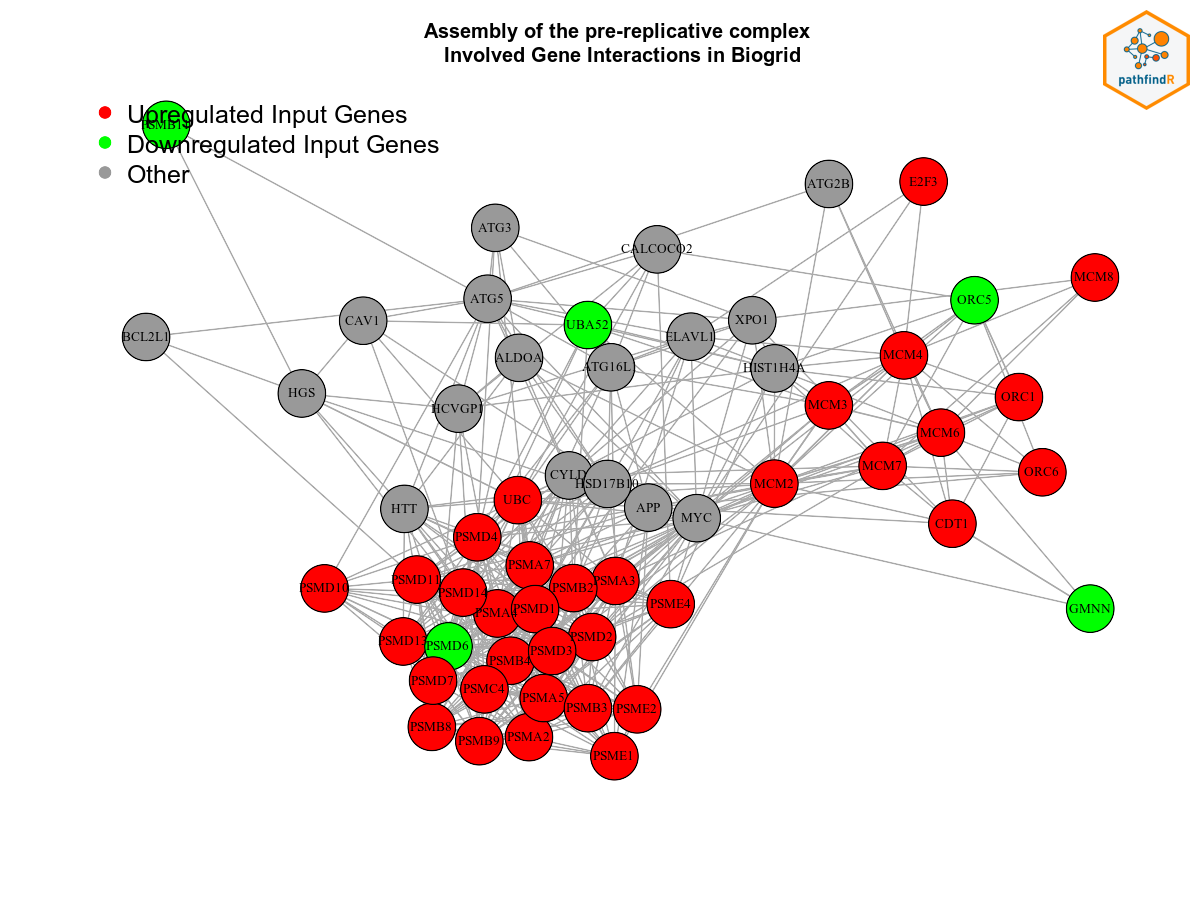 Assembly of the pre-replicative complex
Involved Gene Interactions in Biogrid
pathfindR
Upregulated Input Genes
Downregulated Input Genes
Other
ATG2B
E2F3
ATG3
CALCOCO2
MCM8
ATG5
ORC5
CAV1
UBA52
XPO1
BCL2L1
ELAVL1
ALDOA
ATG16L
HIST1H4A
MCM4
HGS
HCVGP1
MCM3
ORC1
MCM6
MCM7
ORC6
CYLD
HSD17B10
MCM2
UBC
HTT
APP
MYC
CDT1
PSMD4
PSMA7
PSMD10
PSMD11
PSMD14
PSMB2
PSMA3
PSMA4
PSMD1
PSME4
GMNN
PSMD6
PSMD2
PSMD3
PSMB4
PSMD7
PSMC4
PSMA5
PSMB3
PSME2
PSMB8
PSMB9
PSMA2
PSME1